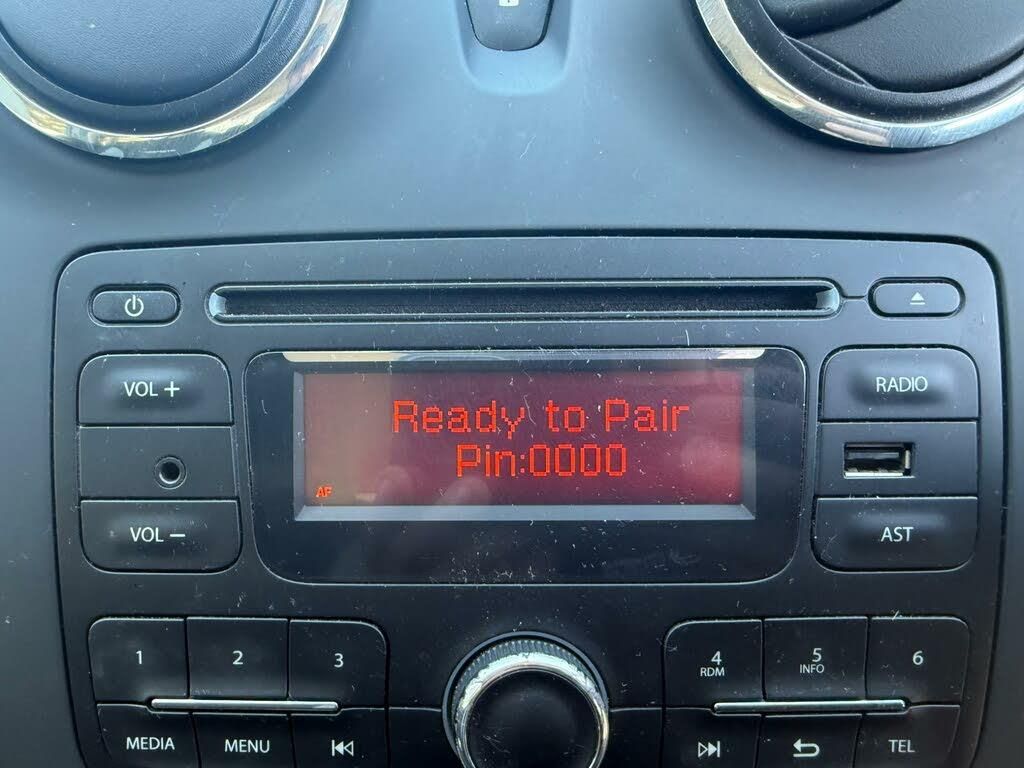 VOL +
RADIO
Ready to Pair
Pin:0000
AF
VOL −
AST
1
2
3
4
RDM
5
INFO
6
MEDIA
MENU
TEL